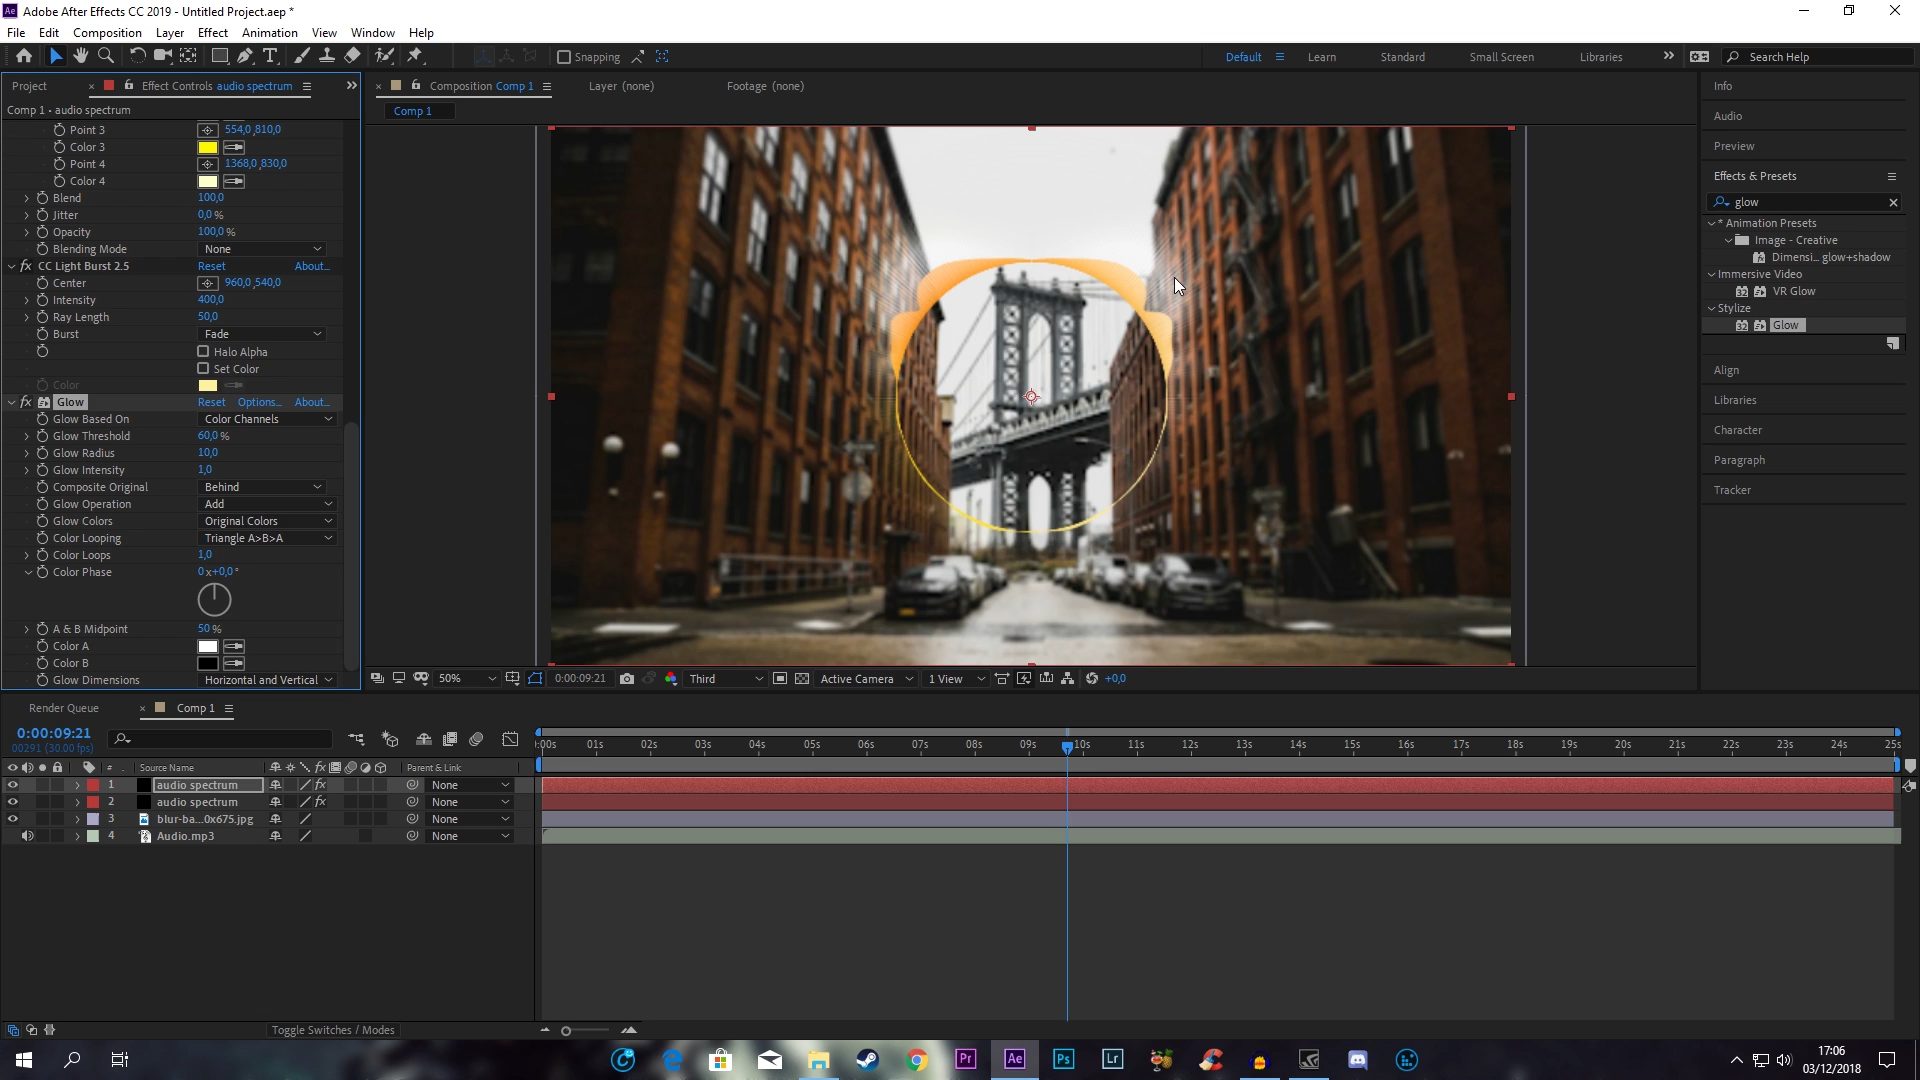 Adobe After Effects CC 2019 - Untitled Project.aep *
File Edit Composition Layer Effect Animation View Window Help
Snapping
Default Learn Standard Small Screen Libraries Search Help
Project Effect Controls audio spectrum
Comp 1 • audio spectrum
Point 3 554,0 ,810,0
Color 3
Point 4 1368,0 ,830,0
Color 4
Blend 100,0
Jitter 0,0 %
Opacity 100,0 %
Blending Mode None
fx CC Light Burst 2.5 Reset About...
Center 960,0 ,540,0
Intensity 400,0
Ray Length 50,0
Burst Fade
Halo Alpha
Set Color
Color
fx Glow Reset Options... About...
Glow Based On Color Channels
Glow Threshold 60,0 %
Glow Radius 10,0
Glow Intensity 1,0
Composite Original Behind
Glow Operation Add
Glow Colors Original Colors
Color Looping Triangle A>B>A
Color Loops 1,0
Color Phase 0 x+0,0 °
A & B Midpoint 50 %
Color A
Color B
Glow Dimensions Horizontal and Vertical
Composition Comp 1 Layer (none) Footage (none)
Comp 1
50% 0:00:09:21 Third Active Camera 1 View +0,0
Info
Audio
Preview
Effects & Presets
glow
* Animation Presets
Image - Creative
Dimensi... glow+shadow
Immersive Video
32 VR Glow
Stylize
32 Glow
Align
Libraries
Character
Paragraph
Tracker
Render Queue Comp 1
0:00:09:21
00291 (30.00 fps)
:00s 01s 02s 03s 04s 05s 06s 07s 08s 09s 10s 11s 12s 13s 14s 15s 16s 17s 18s 19s 20s 21s 22s 23s 24s 25s
# Source Name fx Parent & Link
1 audio spectrum fx None
2 audio spectrum fx None
3 blur-ba...0x675.jpg None
4 Audio.mp3 None
Toggle Switches / Modes
Pr Ae Ps Lr
17:06
03/12/2018